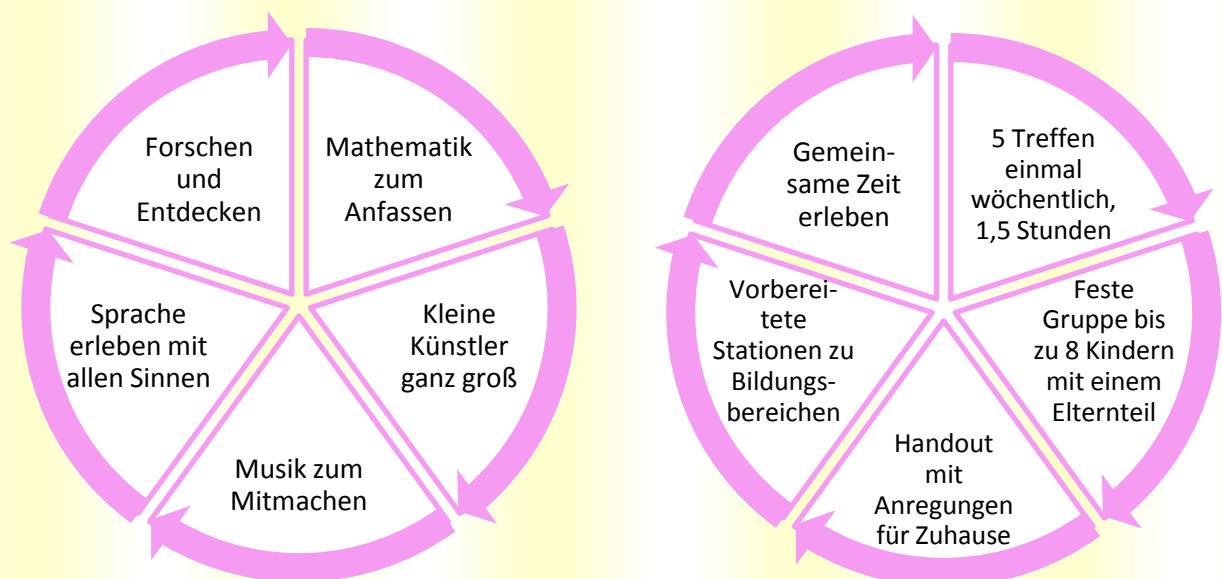 Forschen
und
Entdecken
Mathematik
zum
Anfassen
Kleine
Künstler
ganz groß
Musik zum
Mitmachen
Sprache
erleben mit
allen Sinnen
Gemein-
same Zeit
erleben
5 Treffen
einmal
wöchentlich,
1,5 Stunden
Feste
Gruppe bis
zu 8 Kindern
mit einem
Elternteil
Handout
mit
Anregungen
für Zuhause
Vorberei-
tete
Stationen zu
Bildungs-
bereichen